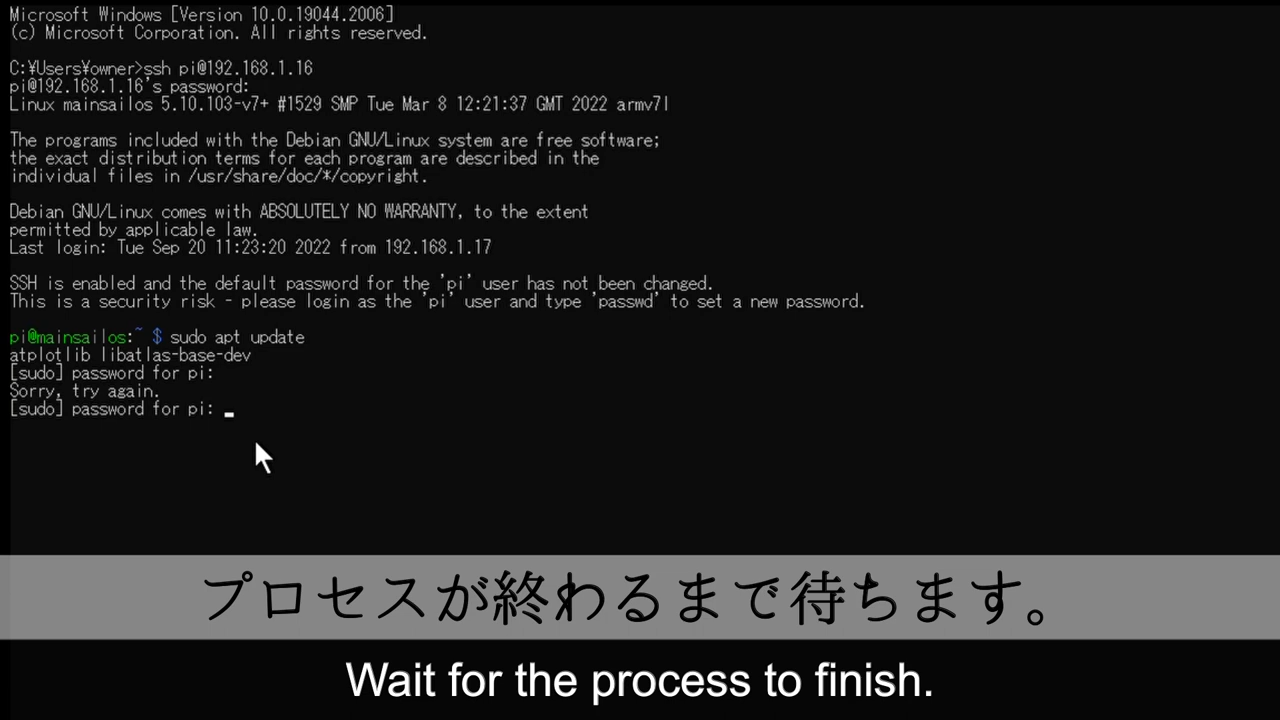 Microsoft Windows [Version 10.0.19044.2006]
(c) Microsoft Corporation. All rights reserved.
C:¥Users¥owner>ssh pi@192.168.1.16
pi@192.168.1.16's password:
Linux mainsailos 5.10.103-v7+ #1529 SMP Tue Mar 8 12:21:37 GMT 2022 armv7l
The programs included with the Debian GNU/Linux system are free software;
the exact distribution terms for each program are described in the
individual files in /usr/share/doc/*/copyright.
Debian GNU/Linux comes with ABSOLUTELY NO WARRANTY, to the extent
permitted by applicable law.
Last login: Tue Sep 20 11:23:20 2022 from 192.168.1.17
SSH is enabled and the default password for the 'pi' user has not been changed.
This is a security risk - please login as the 'pi' user and type 'passwd' to set a new password.
pi@mainsailos:~ $ sudo apt update
atplotlib libatlas-base-dev
[sudo] password for pi:
Sorry, try again.
[sudo] password for pi:
プロセスが終わるまで待ちます。
Wait for the process to finish.